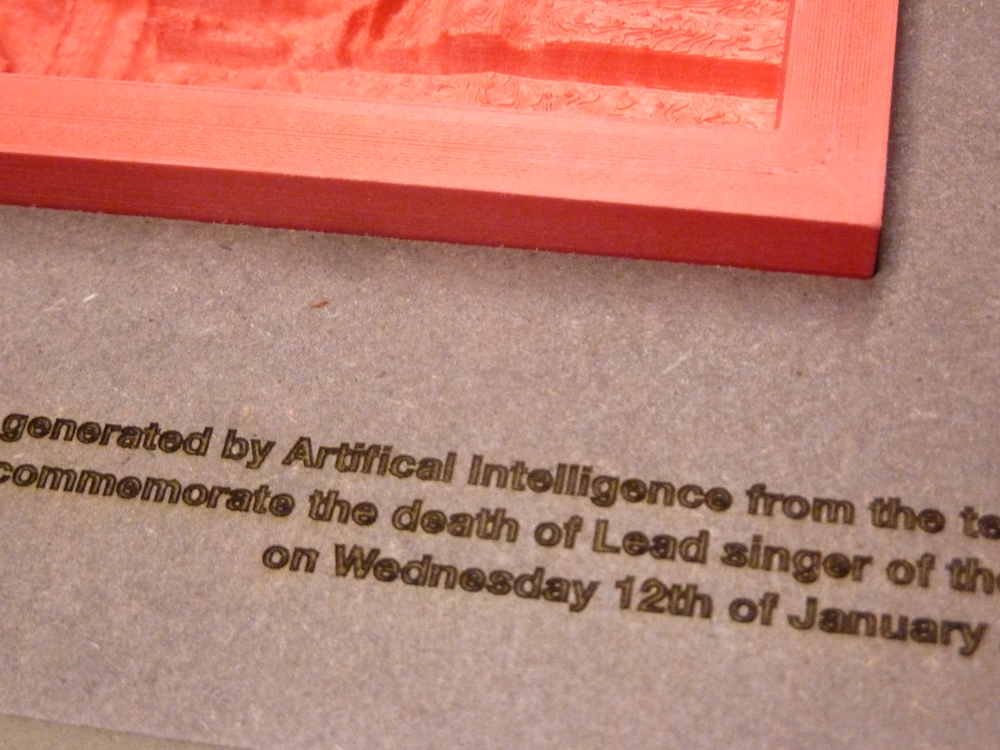 generated by Artifical Intelligence from the
commemorate the death of Lead singer of the
on Wednesday 12th of January